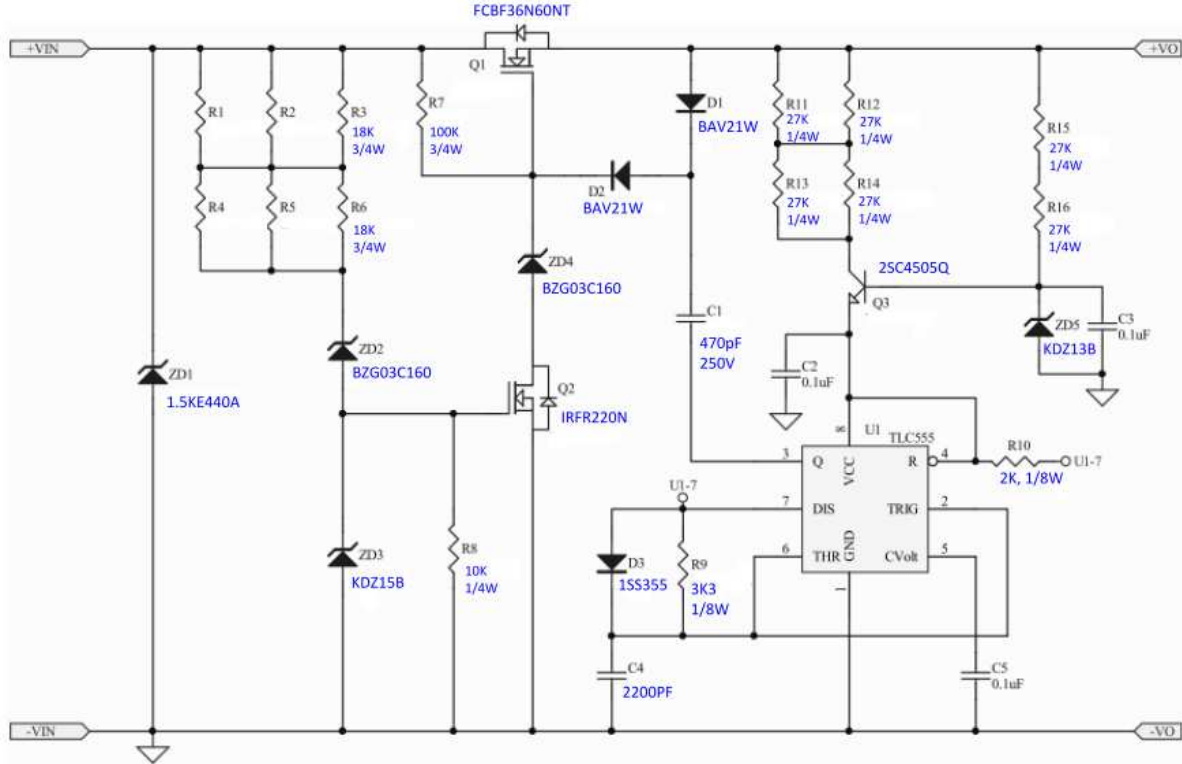 FCBF36N60NT
+VIN
+VO
Q1
R1
R2
R3
18K
3/4W
R7
100K
3/4W
D1
BAV21W
R11
27K
1/4W
R12
27K
1/4W
R15
27K
1/4W
R4
R5
R6
18K
3/4W
D2
BAV21W
R13
27K
1/4W
R14
27K
1/4W
R16
27K
1/4W
ZD4
BZG03C160
2SC4505Q
Q3
C1
470pF
250V
ZD5
KDZ13B
C3
0.1uF
ZD2
BZG03C160
ZD1
1.5KE440A
C2
0.1uF
Q2
IRFR220N
8
U1
TLC555
3
Q
VCC
R
4
R10
2K, 1/8W
U1-7
U1-7
7
DIS
TRIG
2
ZD3
KDZ15B
R8
10K
1/4W
D3
1SS355
R9
3K3
1/8W
6
THR
GND
CVolt
5
1
C4
2200PF
C5
0.1uF
-VIN
-VO